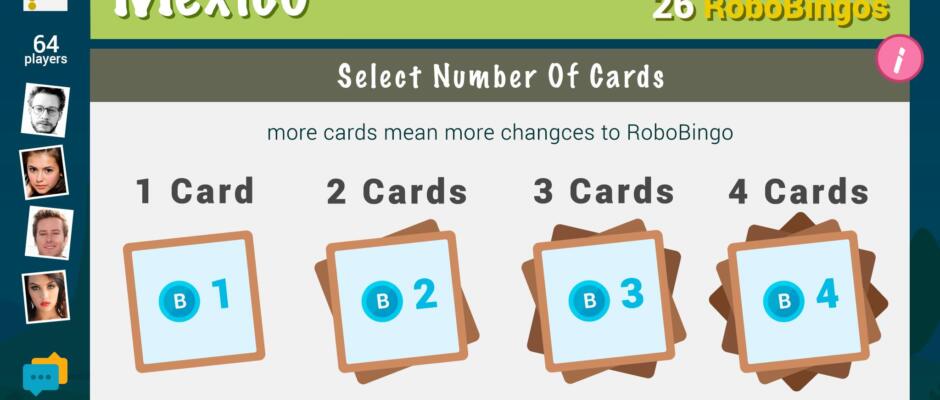 Mexico
26 RoboBingos
64
players
i
Select Number Of Cards
more cards mean more changces to RoboBingo
1 Card
2 Cards
3 Cards
4 Cards
B 1
B 2
B 3
B 4